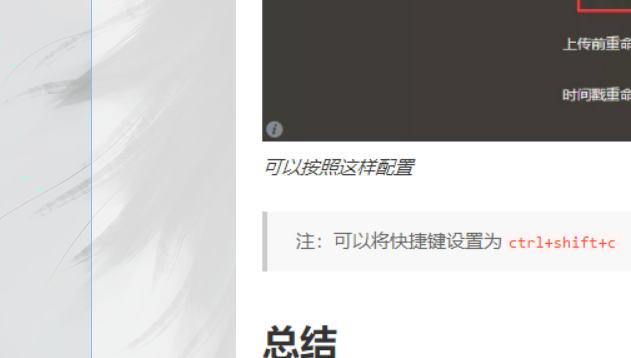 上传前重命
时间戳重命
可以按照这样配置
注：可以将快捷键设置为 ctrl+shift+c
总结